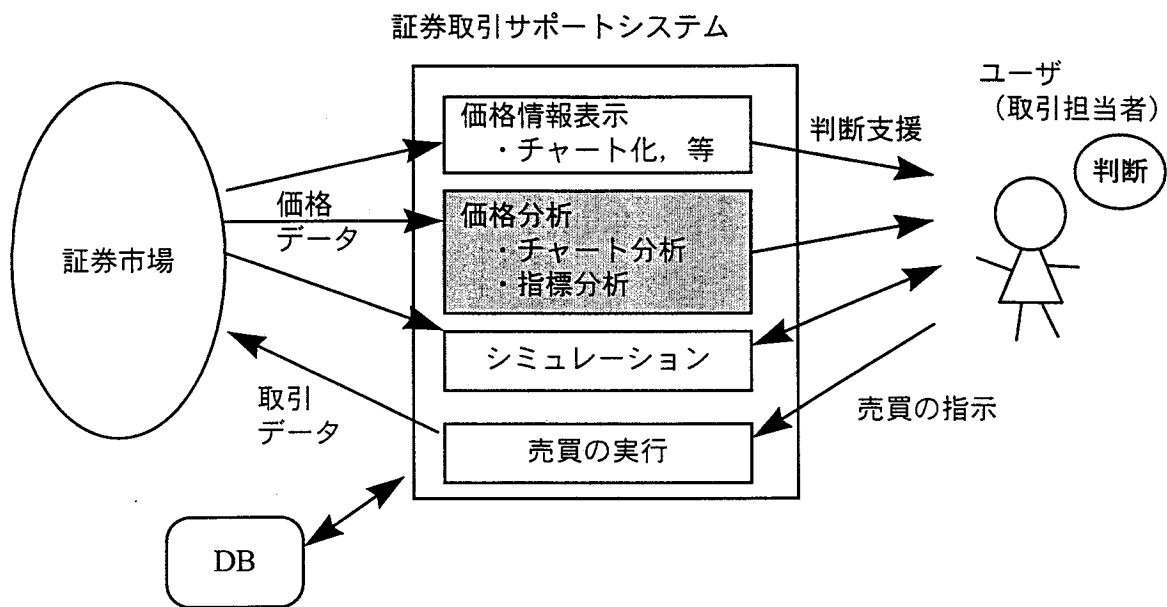 証券取引サポートシステム
証券市場
価格
データ
取引
データ
DB
価格情報表示
・チャート化，等
価格分析
・チャート分析
・指標分析
シミュレーション
売買の実行
判断支援
売買の指示
ユーザ
（取引担当者）
判断